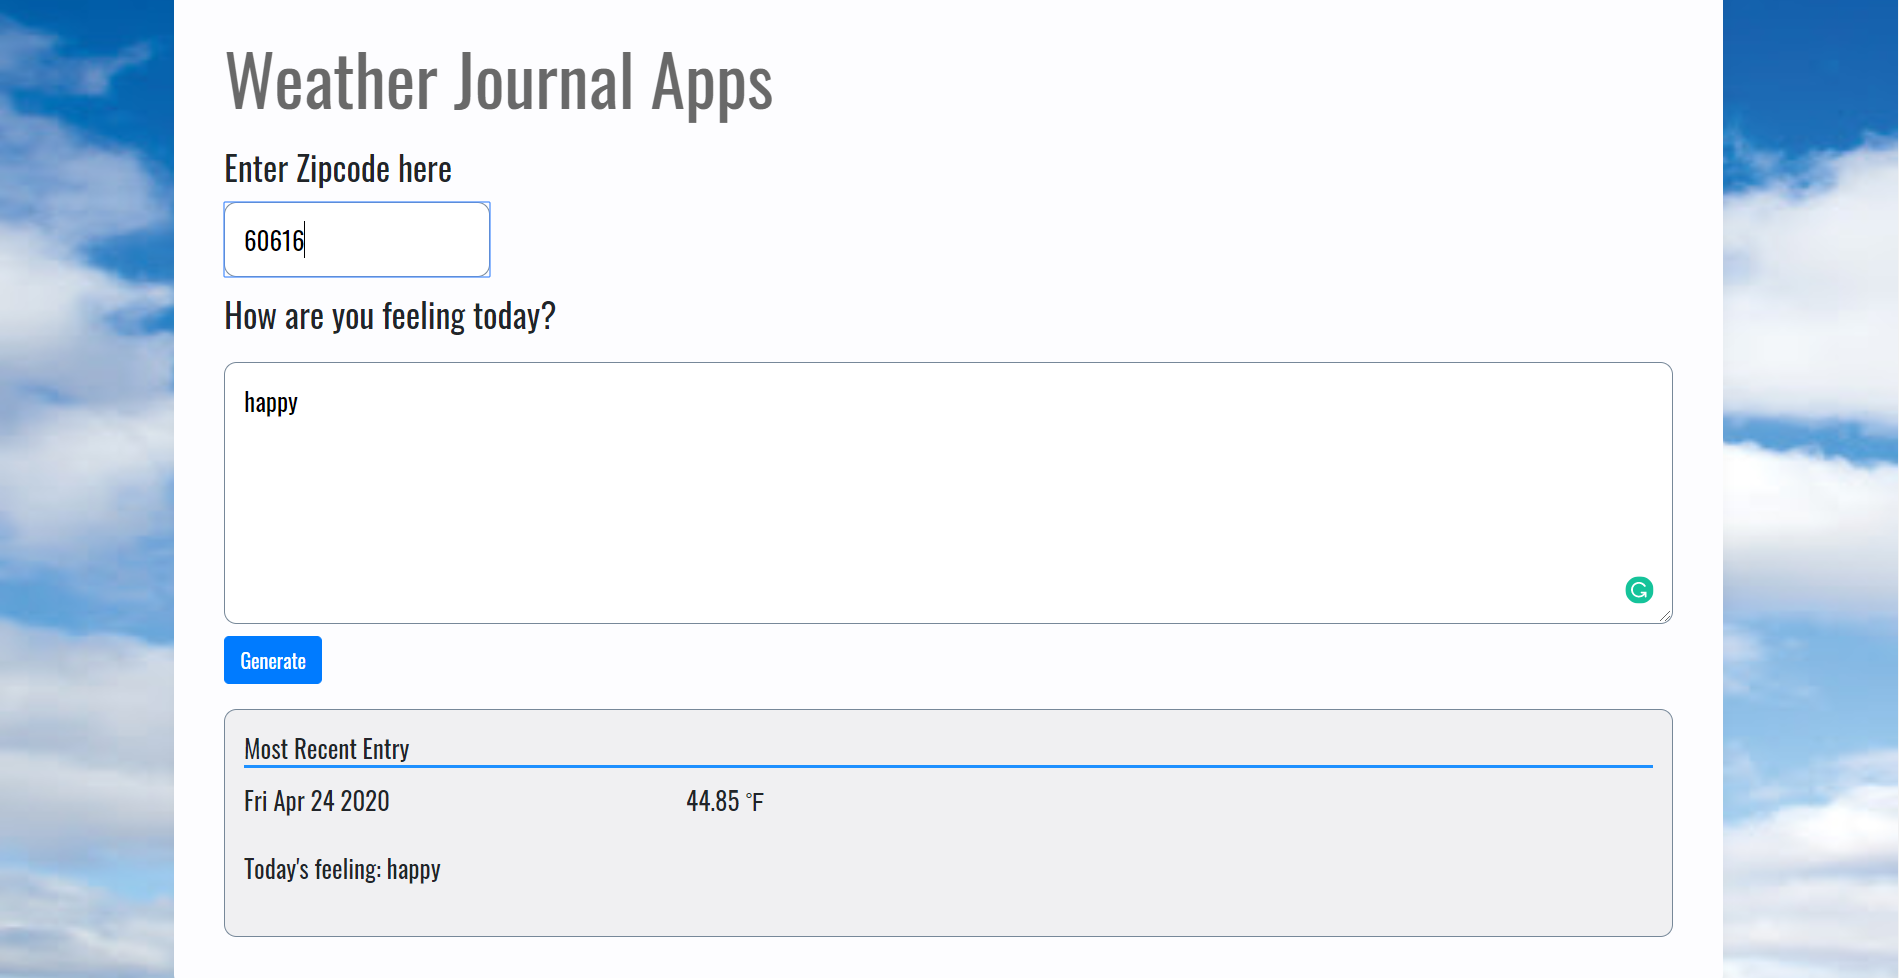 Weather Journal Apps
Enter Zipcode here
60616
How are you feeling today?
happy
Generate
Most Recent Entry
Fri Apr 24 2020 44.85 °F
Today's feeling: happy